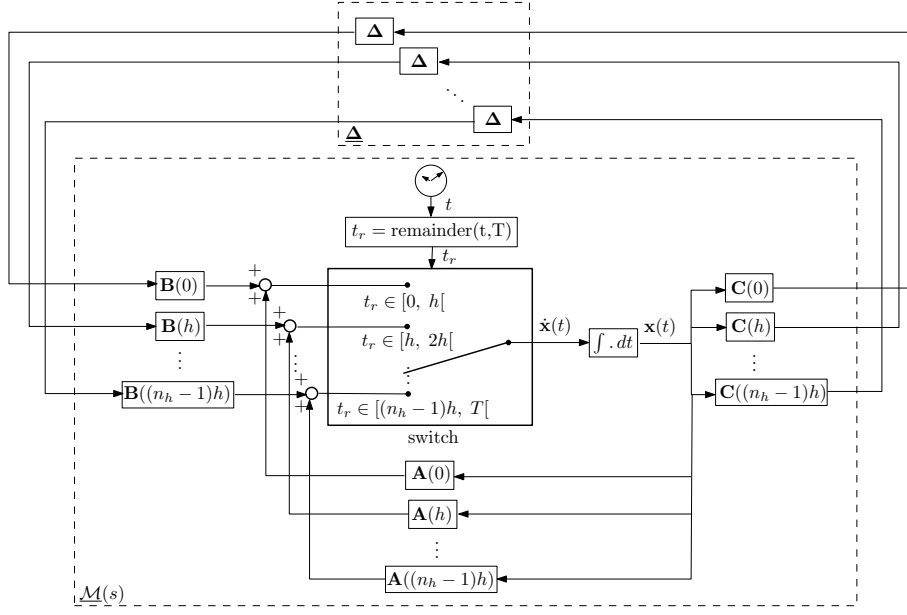 Δ
Δ
⋱
Δ
Δ
t
t_r = remainder(t,T)
t_r
B(0)
+
+
t_r ∈ [0, h[
C(0)
B(h)
+
+
t_r ∈ [h, 2h[
ẋ(t)
∫ . dt
x(t)
C(h)
⋮
⋮
⋮
⋮
B((n_h − 1)h)
+
+
t_r ∈ [(n_h − 1)h, T[
C((n_h − 1)h)
switch
A(0)
A(h)
⋮
A((n_h − 1)h)
M(s)